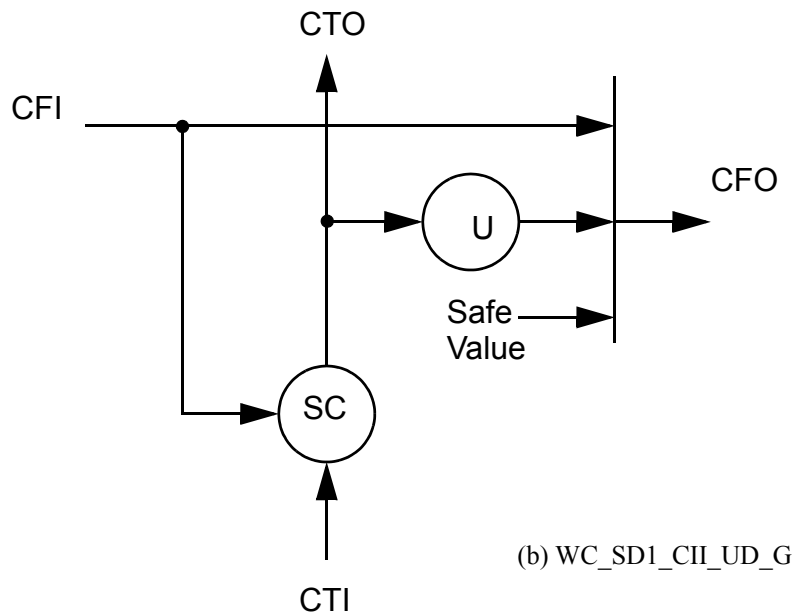 CTO
CFI
CFO
U
Safe
Value
SC
(b) WC_SD1_CII_UD_G
CTI